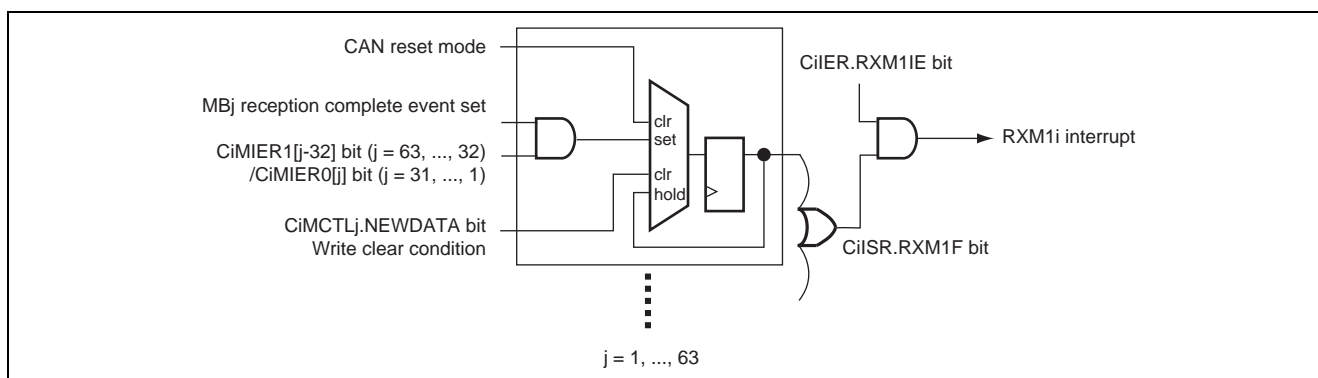 CAN reset mode
CiIER.RXM1IE bit
MBj reception complete event set
clr
set
RXM1i interrupt
CiMIER1[j-32] bit (j = 63, ..., 32)
/CiMIER0[j] bit (j = 31, ..., 1)
clr
hold
CiMCTLj.NEWDATA bit
Write clear condition
CiISR.RXM1F bit
j = 1, ..., 63